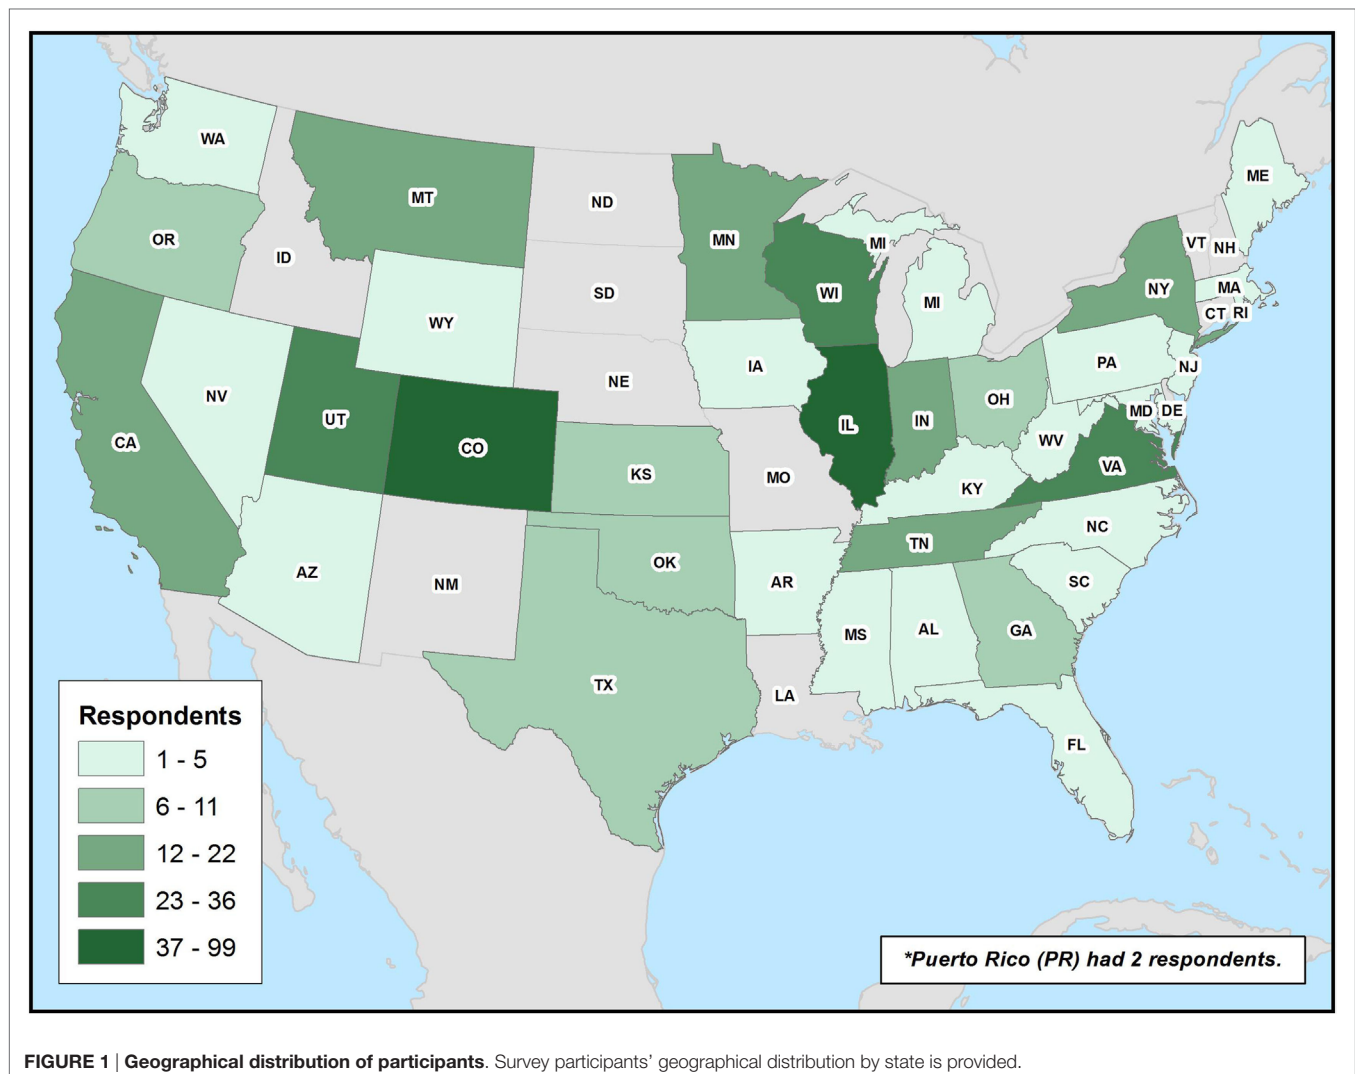 WA
ME
MT
ND
OR
MN
MI
VT
NH
ID
SD
WI
NY
MA
WY
MI
CT
RI
IA
PA
NJ
NE
NV
OH
MD
DE
UT
IL
IN
CA
CO
WV
KS
MO
VA
KY
NC
TN
AZ
OK
AR
SC
NM
MS
AL
GA
TX
LA
FL
Respondents
1 - 5
6 - 11
12 - 22
23 - 36
37 - 99
*Puerto Rico (PR) had 2 respondents.
FIGURE 1 | Geographical distribution of participants. Survey participants’ geographical distribution by state is provided.